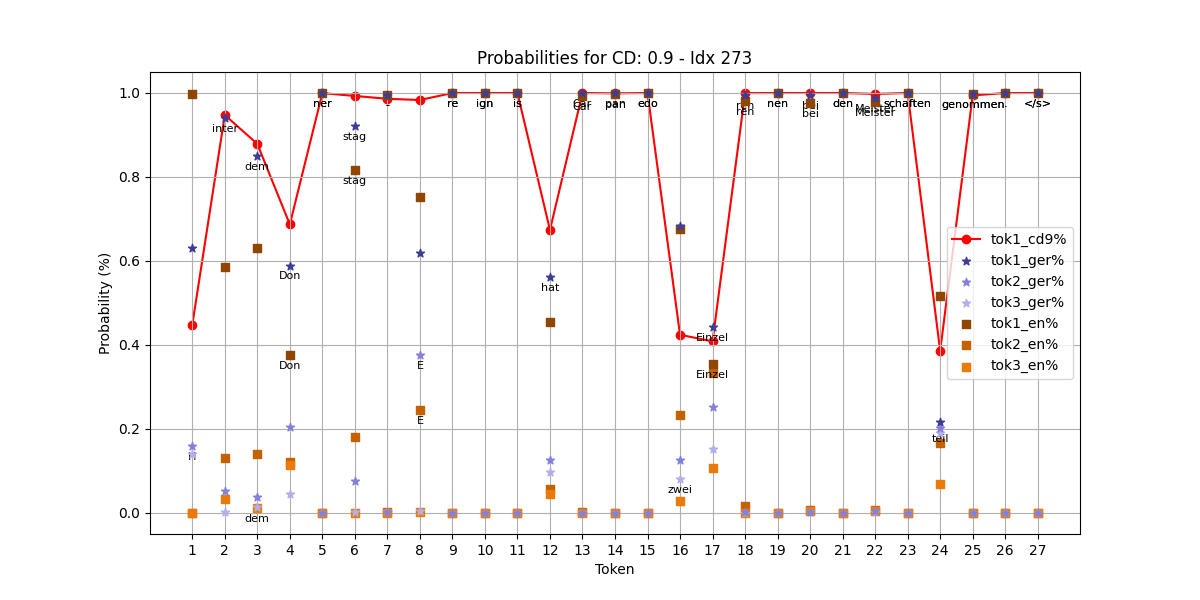 Probabilities for CD: 0.9 - Idx 273
Probability (%)
1.0
0.8
0.6
0.4
0.2
0.0
inter
dem
dem
Don
Don
ner
stag
stag
-
E
E
re
ign
is
hat
Car
pan
edo
zwei
Einzel
Einzel
ren
nen
bei
bei
den
Meister
Meister
schaften
teil
genommen
.
</s>
tok1_cd9%
tok1_ger%
tok2_ger%
tok3_ger%
tok1_en%
tok2_en%
tok3_en%
1 2 3 4 5 6 7 8 9 10 11 12 13 14 15 16 17 18 19 20 21 22 23 24 25 26 27
Token